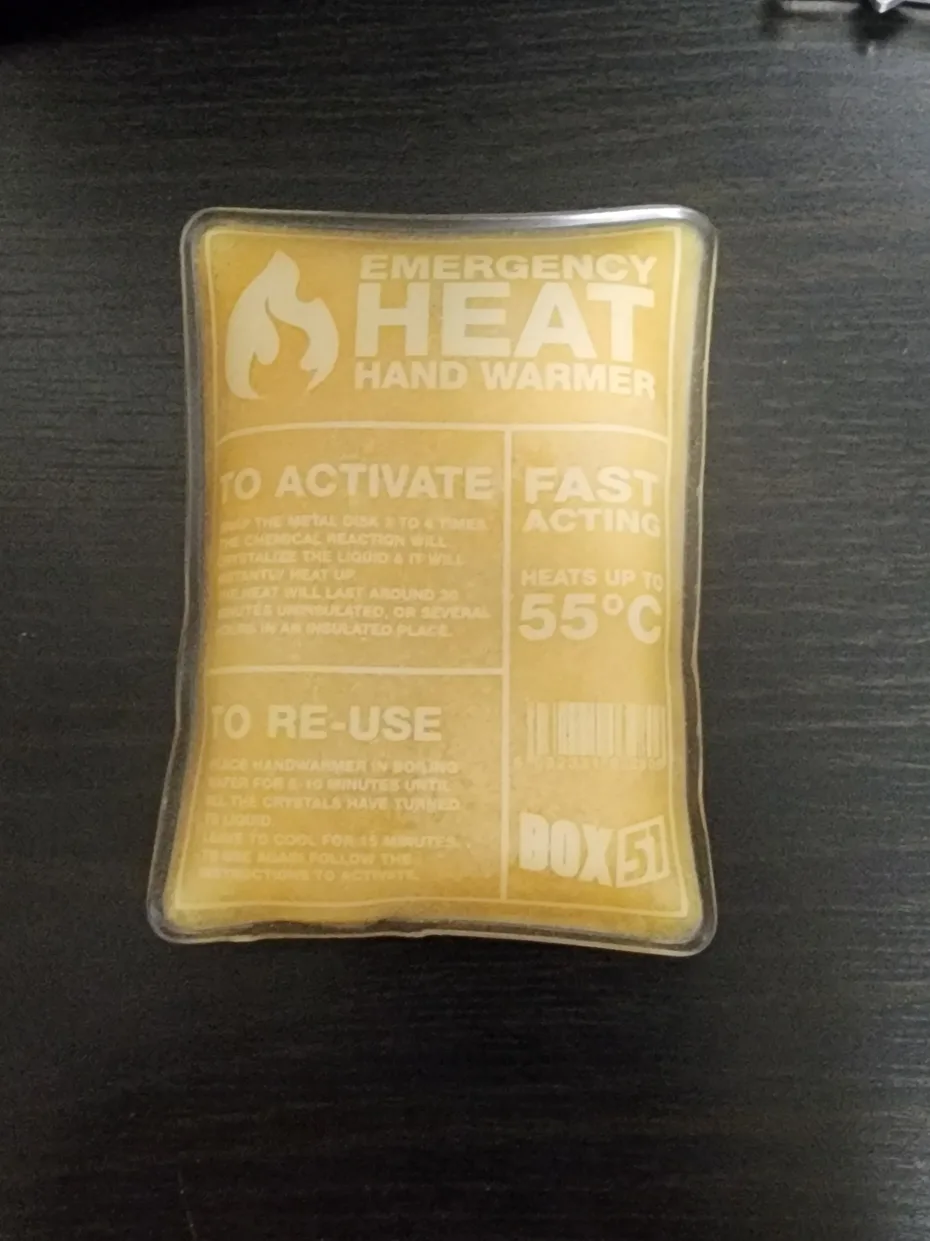 EMERGENCY
HEAT
HAND WARMER
TO ACTIVATE
SNAP THE METAL DISK 3 TO 4 TIMES.
THE CHEMICAL REACTION WILL
CRYSTALIZE THE LIQUID & IT WILL
INSTANTLY HEAT UP.
THE HEAT WILL LAST AROUND 30
MINUTES UNINSULATED, OR SEVERAL
HOURS IN AN INSULATED PLACE.
TO RE-USE
PLACE HANDWARMER IN BOILING
WATER FOR 5-10 MINUTES UNTIL
ALL THE CRYSTALS HAVE TURNED
TO LIQUID.
LEAVE TO COOL FOR 15 MINUTES.
TO USE AGAIN FOLLOW THE
INSTRUCTIONS TO ACTIVATE.
FAST
ACTING
HEATS UP TO
55°C
BOX 51